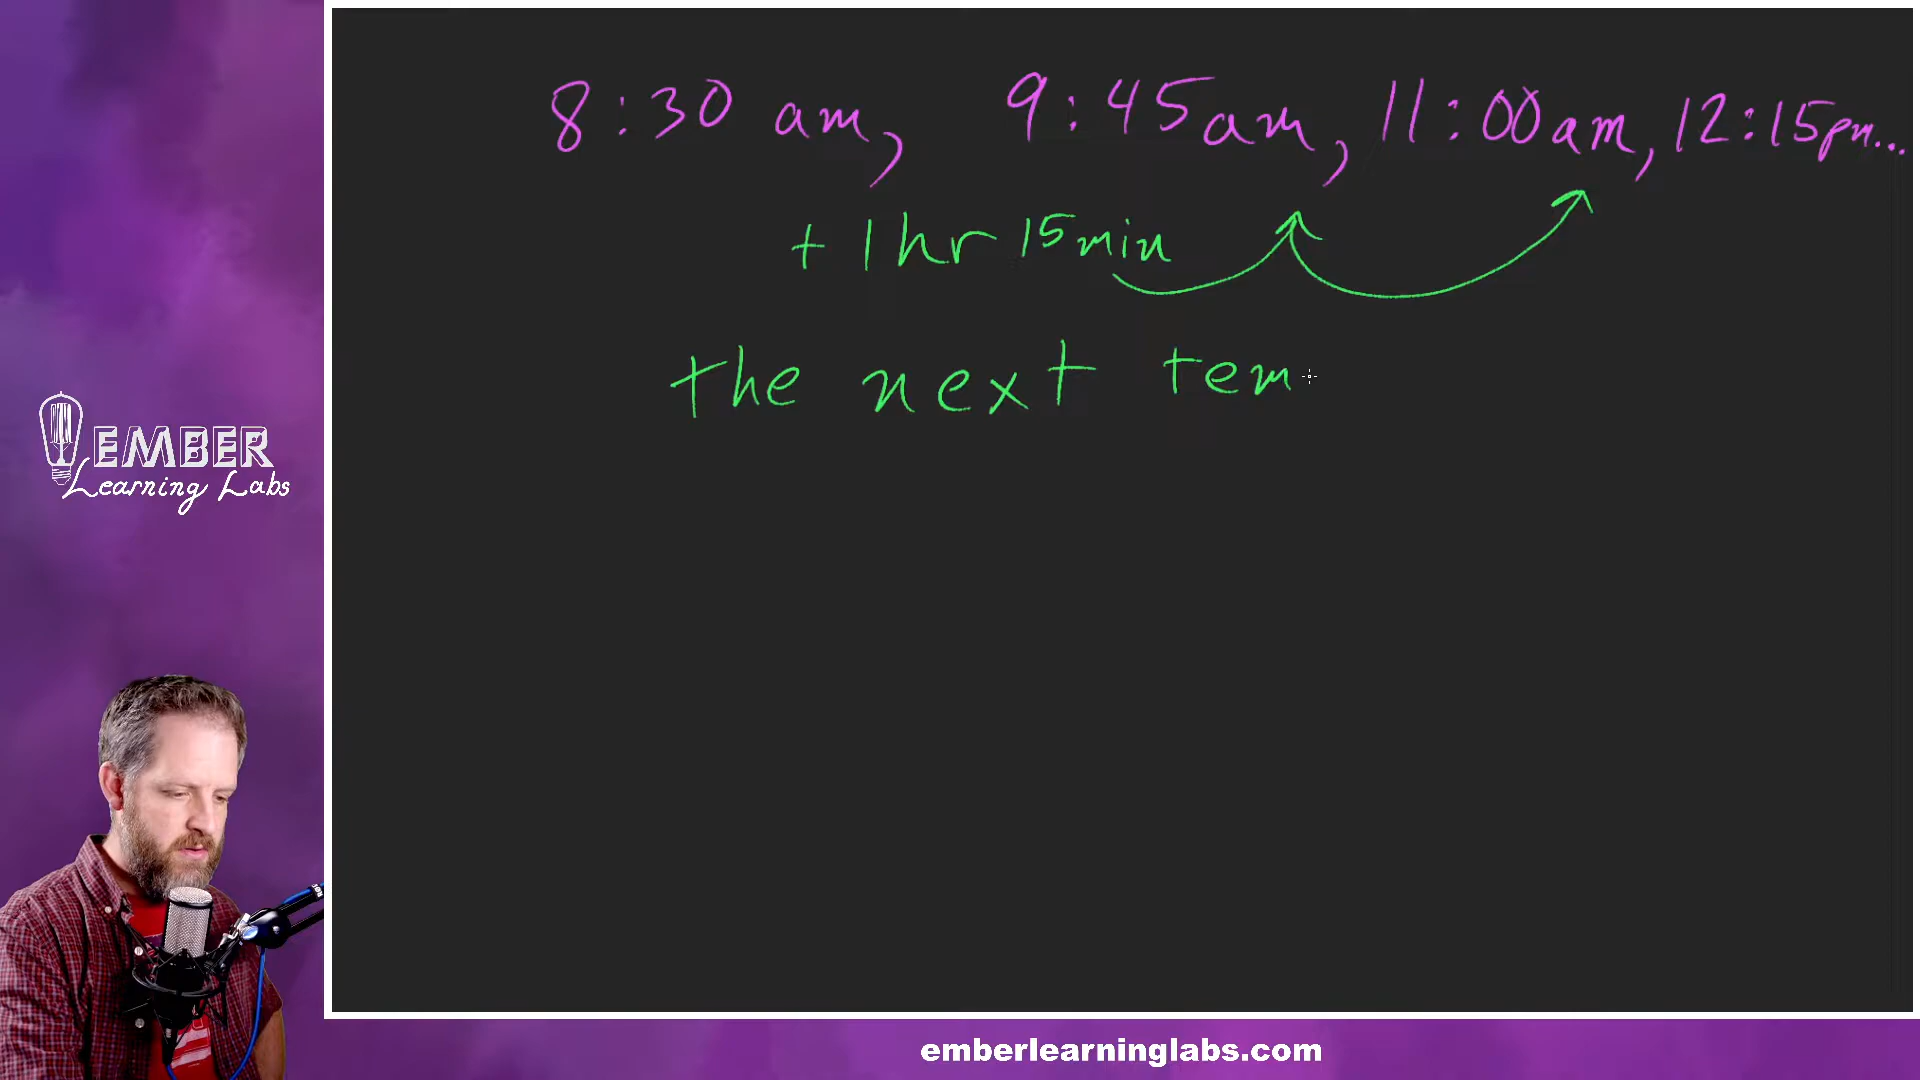 8:30 am, 9:45am, 11:00am, 12:15pm...
+ 1hr 15min
the next tem
EMBER
Learning Labs
emberlearninglabs.com